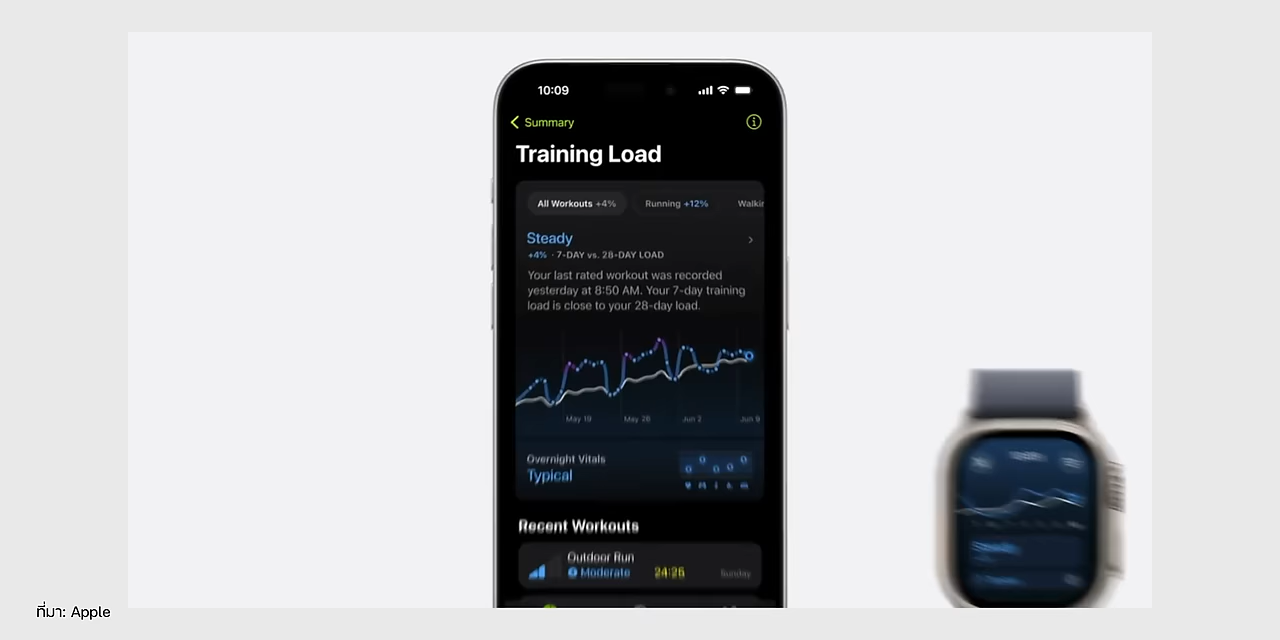 10:09
Summary
Training Load
All Workouts +4%
Running +12%
Walkin
Steady
+4% · 7-DAY vs. 28-DAY LOAD
Your last rated workout was recorded
yesterday at 8:50 AM. Your 7-day training
load is close to your 28-day load.
May 19
May 26
Jun 2
Jun 9
Overnight Vitals
Typical
Recent Workouts
Outdoor Run
Moderate
24:25
Sunday
ที่มา: Apple